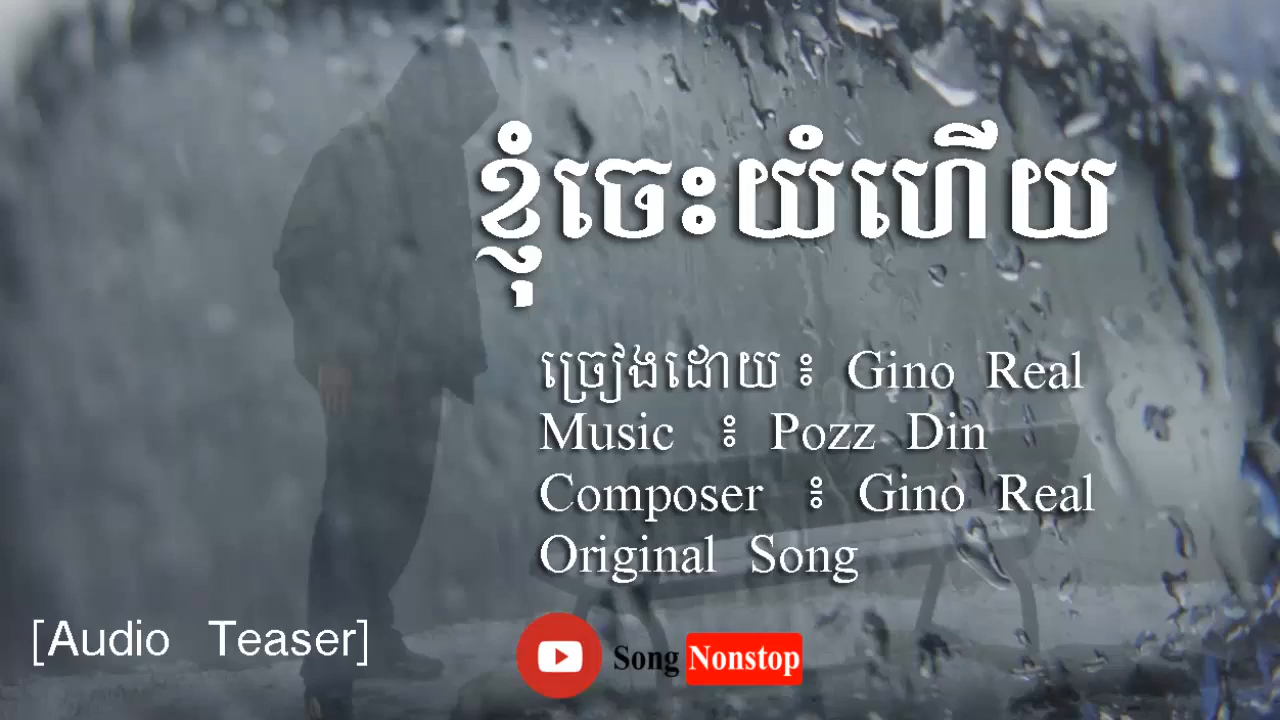 ខ្ញុំចេះយំហើយ
ច្រៀងដោយ ៖ Gino Real
Music ៖ Pozz Din
Composer ៖ Gino Real
Original Song
[Audio Teaser]
Song Nonstop